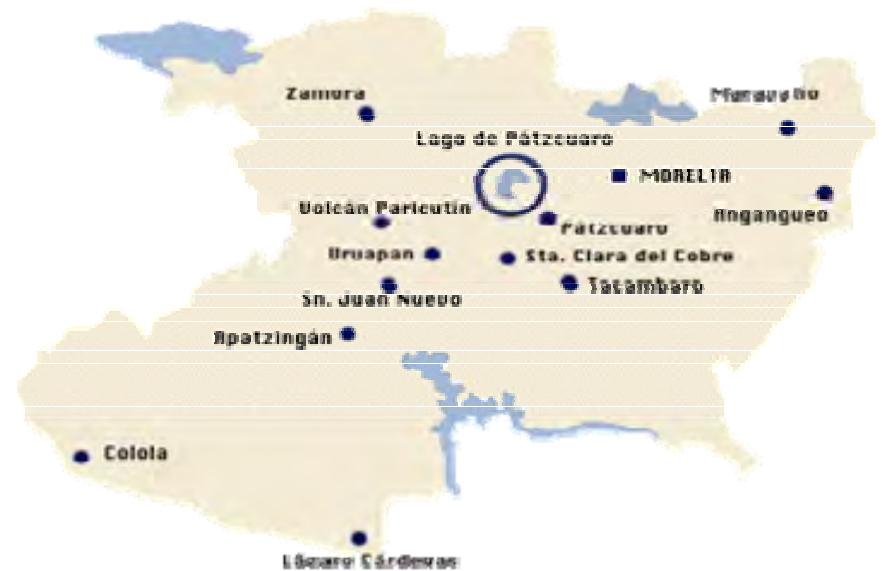 Zamora
Lago de Pátzcuaro
MORELIA
Volcán Paricutín
Angangueo
Pátzcuaro
Uruapan
Sta. Clara del Cobre
Tacámbaro
Sn. Juan Nuevo
Apatzingán
Colola
Lázaro Cárdenas